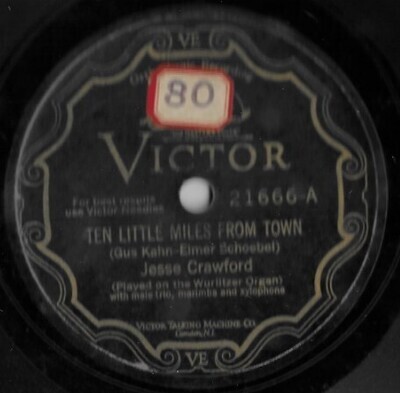 VE
80
VICTOR
For best results
use Victor Needles
21666-A
TEN LITTLE MILES FROM TOWN
(Gus Kahn-Elmer Schoebel)
Jesse Crawford
(Played on the Wurlitzer Organ)
with male trio, marimba and xylophone
VICTOR TALKING MACHINE CO.
Camden, N.J.
VE